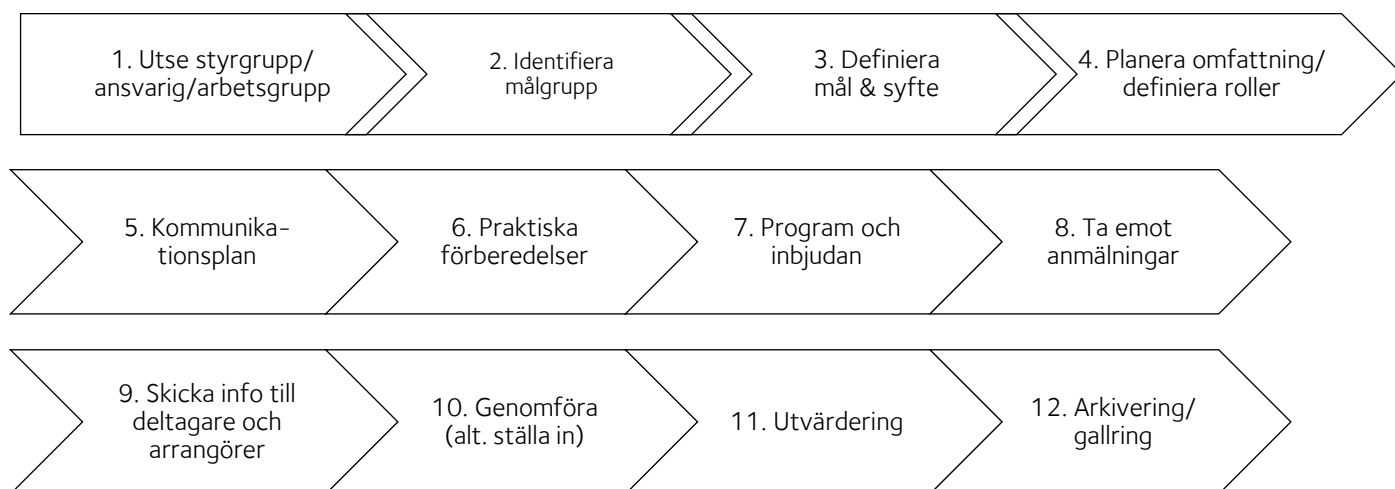 1. Utse styrgrupp/
ansvarig/arbetsgrupp
2. Identifiera
målgrupp
3. Definiera
mål & syfte
4. Planera omfattning/
definiera roller
5. Kommunika-
tionsplan
6. Praktiska
förberedelser
7. Program och
inbjudan
8. Ta emot
anmälningar
9. Skicka info till
deltagare och
arrangörer
10. Genomföra
(alt. ställa in)
11. Utvärdering
12. Arkivering/
gallring